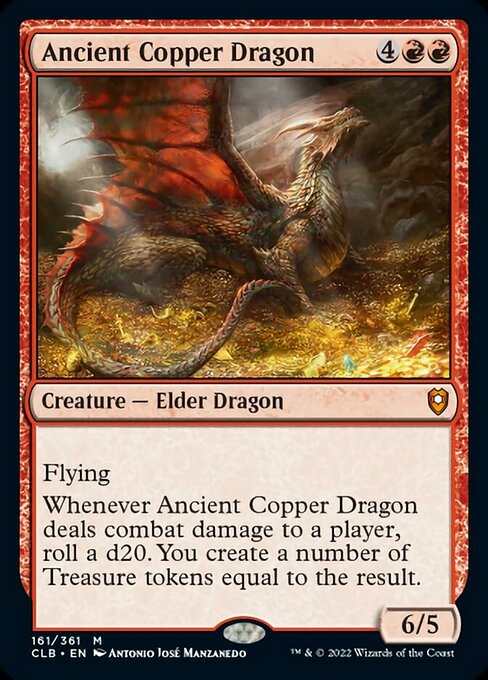 Ancient Copper Dragon 4
Creature — Elder Dragon
Flying
Whenever Ancient Copper Dragon
deals combat damage to a player,
roll a d20. You create a number of
Treasure tokens equal to the result.
6/5
161/361 M
CLB • EN Antonio José Manzanedo
™ & © 2022 Wizards of the Coast